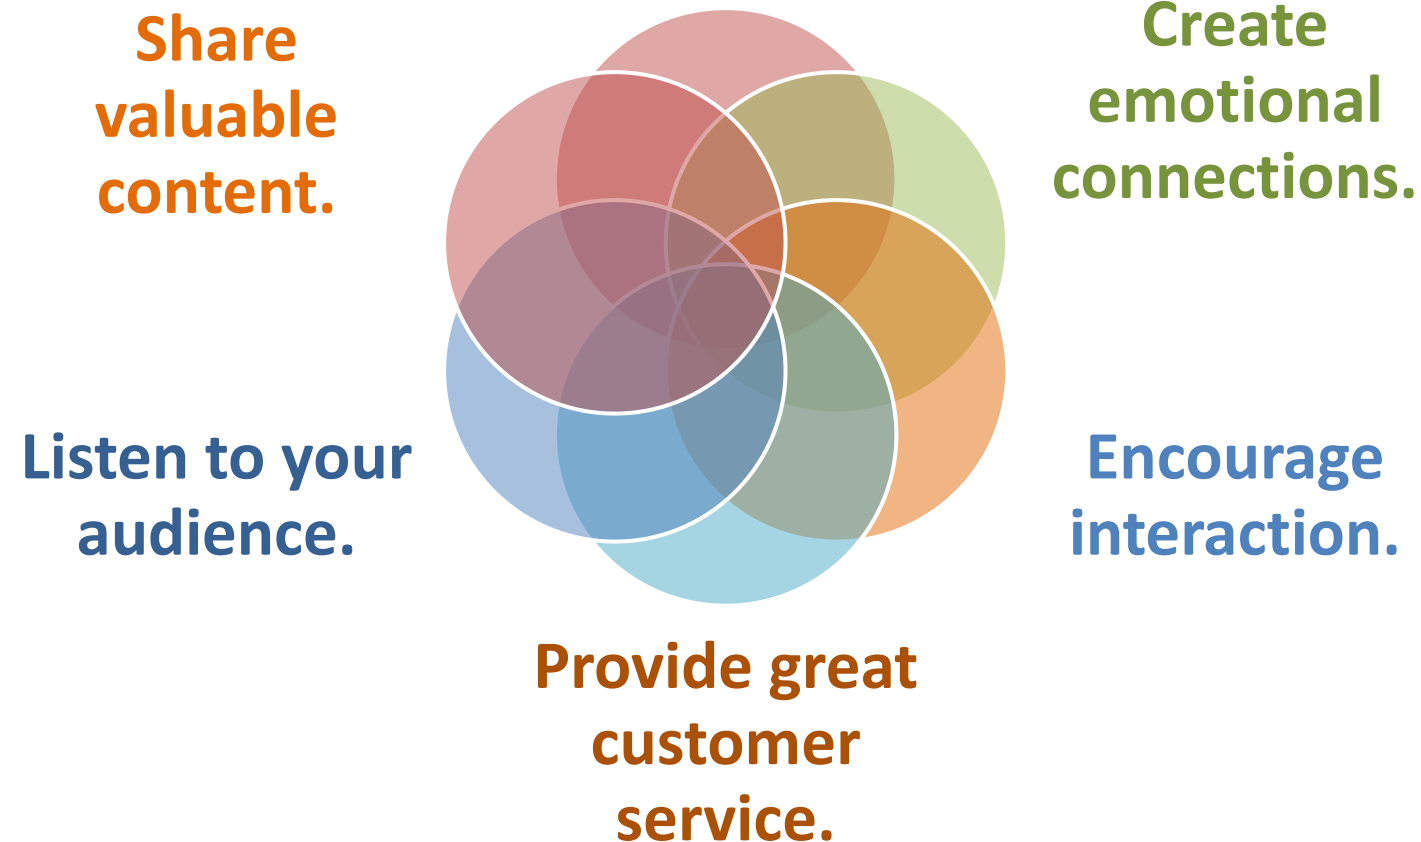 Share
valuable
content.
Create
emotional
connections.
Listen to your
audience.
Encourage
interaction.
Provide great
customer
service.